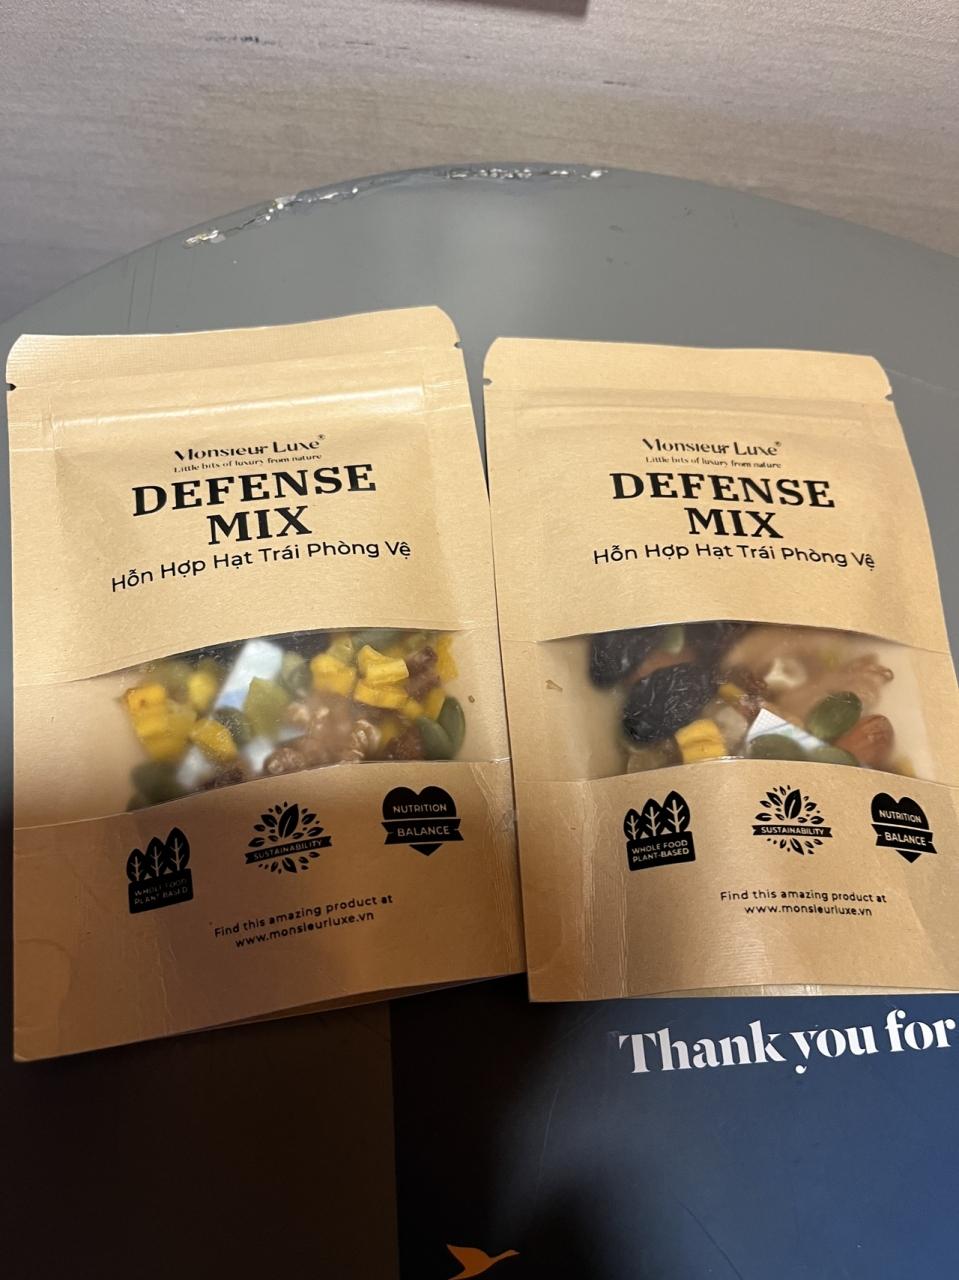 Monsieur Luxe®
Little bits of luxury from nature
DEFENSE
MIX
Hỗn Hợp Hạt Trái Phòng Vệ
WHOLE FOOD
PLANT-BASED
SUSTAINABILITY
NUTRITION
BALANCE
Find this amazing product at
www.monsieurluxe.vn
Monsieur Luxe®
Little bits of luxury from nature
DEFENSE
MIX
Hỗn Hợp Hạt Trái Phòng Vệ
WHOLE FOOD
PLANT-BASED
SUSTAINABILITY
NUTRITION
BALANCE
Find this amazing product at
www.monsieurluxe.vn
Thank you for